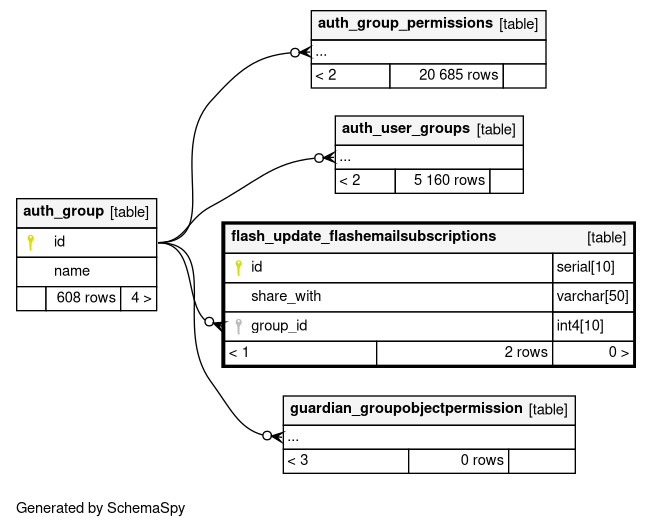 auth_group_permissions [table]
...
< 2 20 685 rows
auth_user_groups [table]
...
< 2 5 160 rows
auth_group [table]
id
name
608 rows 4 >
flash_update_flashemailsubscriptions [table]
id serial[10]
share_with varchar[50]
group_id int4[10]
< 1 2 rows 0 >
guardian_groupobjectpermission [table]
...
< 3 0 rows
Generated by SchemaSpy